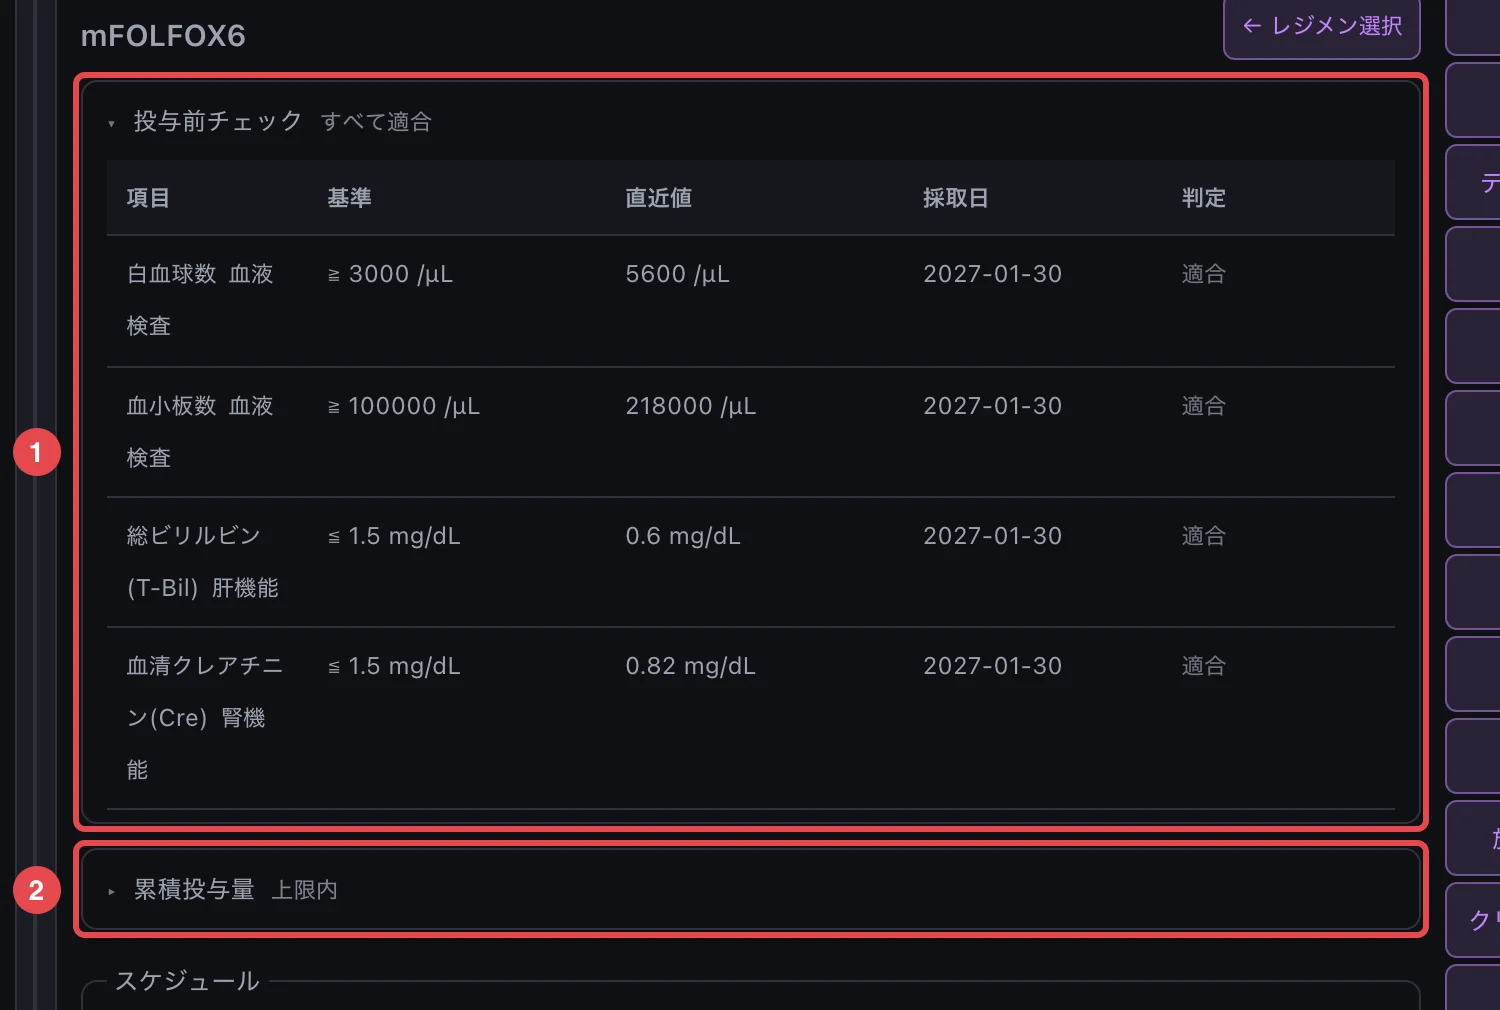 mFOLFOX6
← レジメン選択
▾ 投与前チェック すべて適合
項目 基準 直近値 採取日 判定
白血球数 血液 ≧ 3000 /μL 5600 /μL 2027-01-30 適合
検査
血小板数 血液 ≧ 100000 /μL 218000 /μL 2027-01-30 適合
検査
1
総ビリルビン ≦ 1.5 mg/dL 0.6 mg/dL 2027-01-30 適合
(T-Bil) 肝機能
血清クレアチニ ≦ 1.5 mg/dL 0.82 mg/dL 2027-01-30 適合
ン(Cre) 腎機
能
2
▸ 累積投与量 上限内
スケジュール
テ
ク